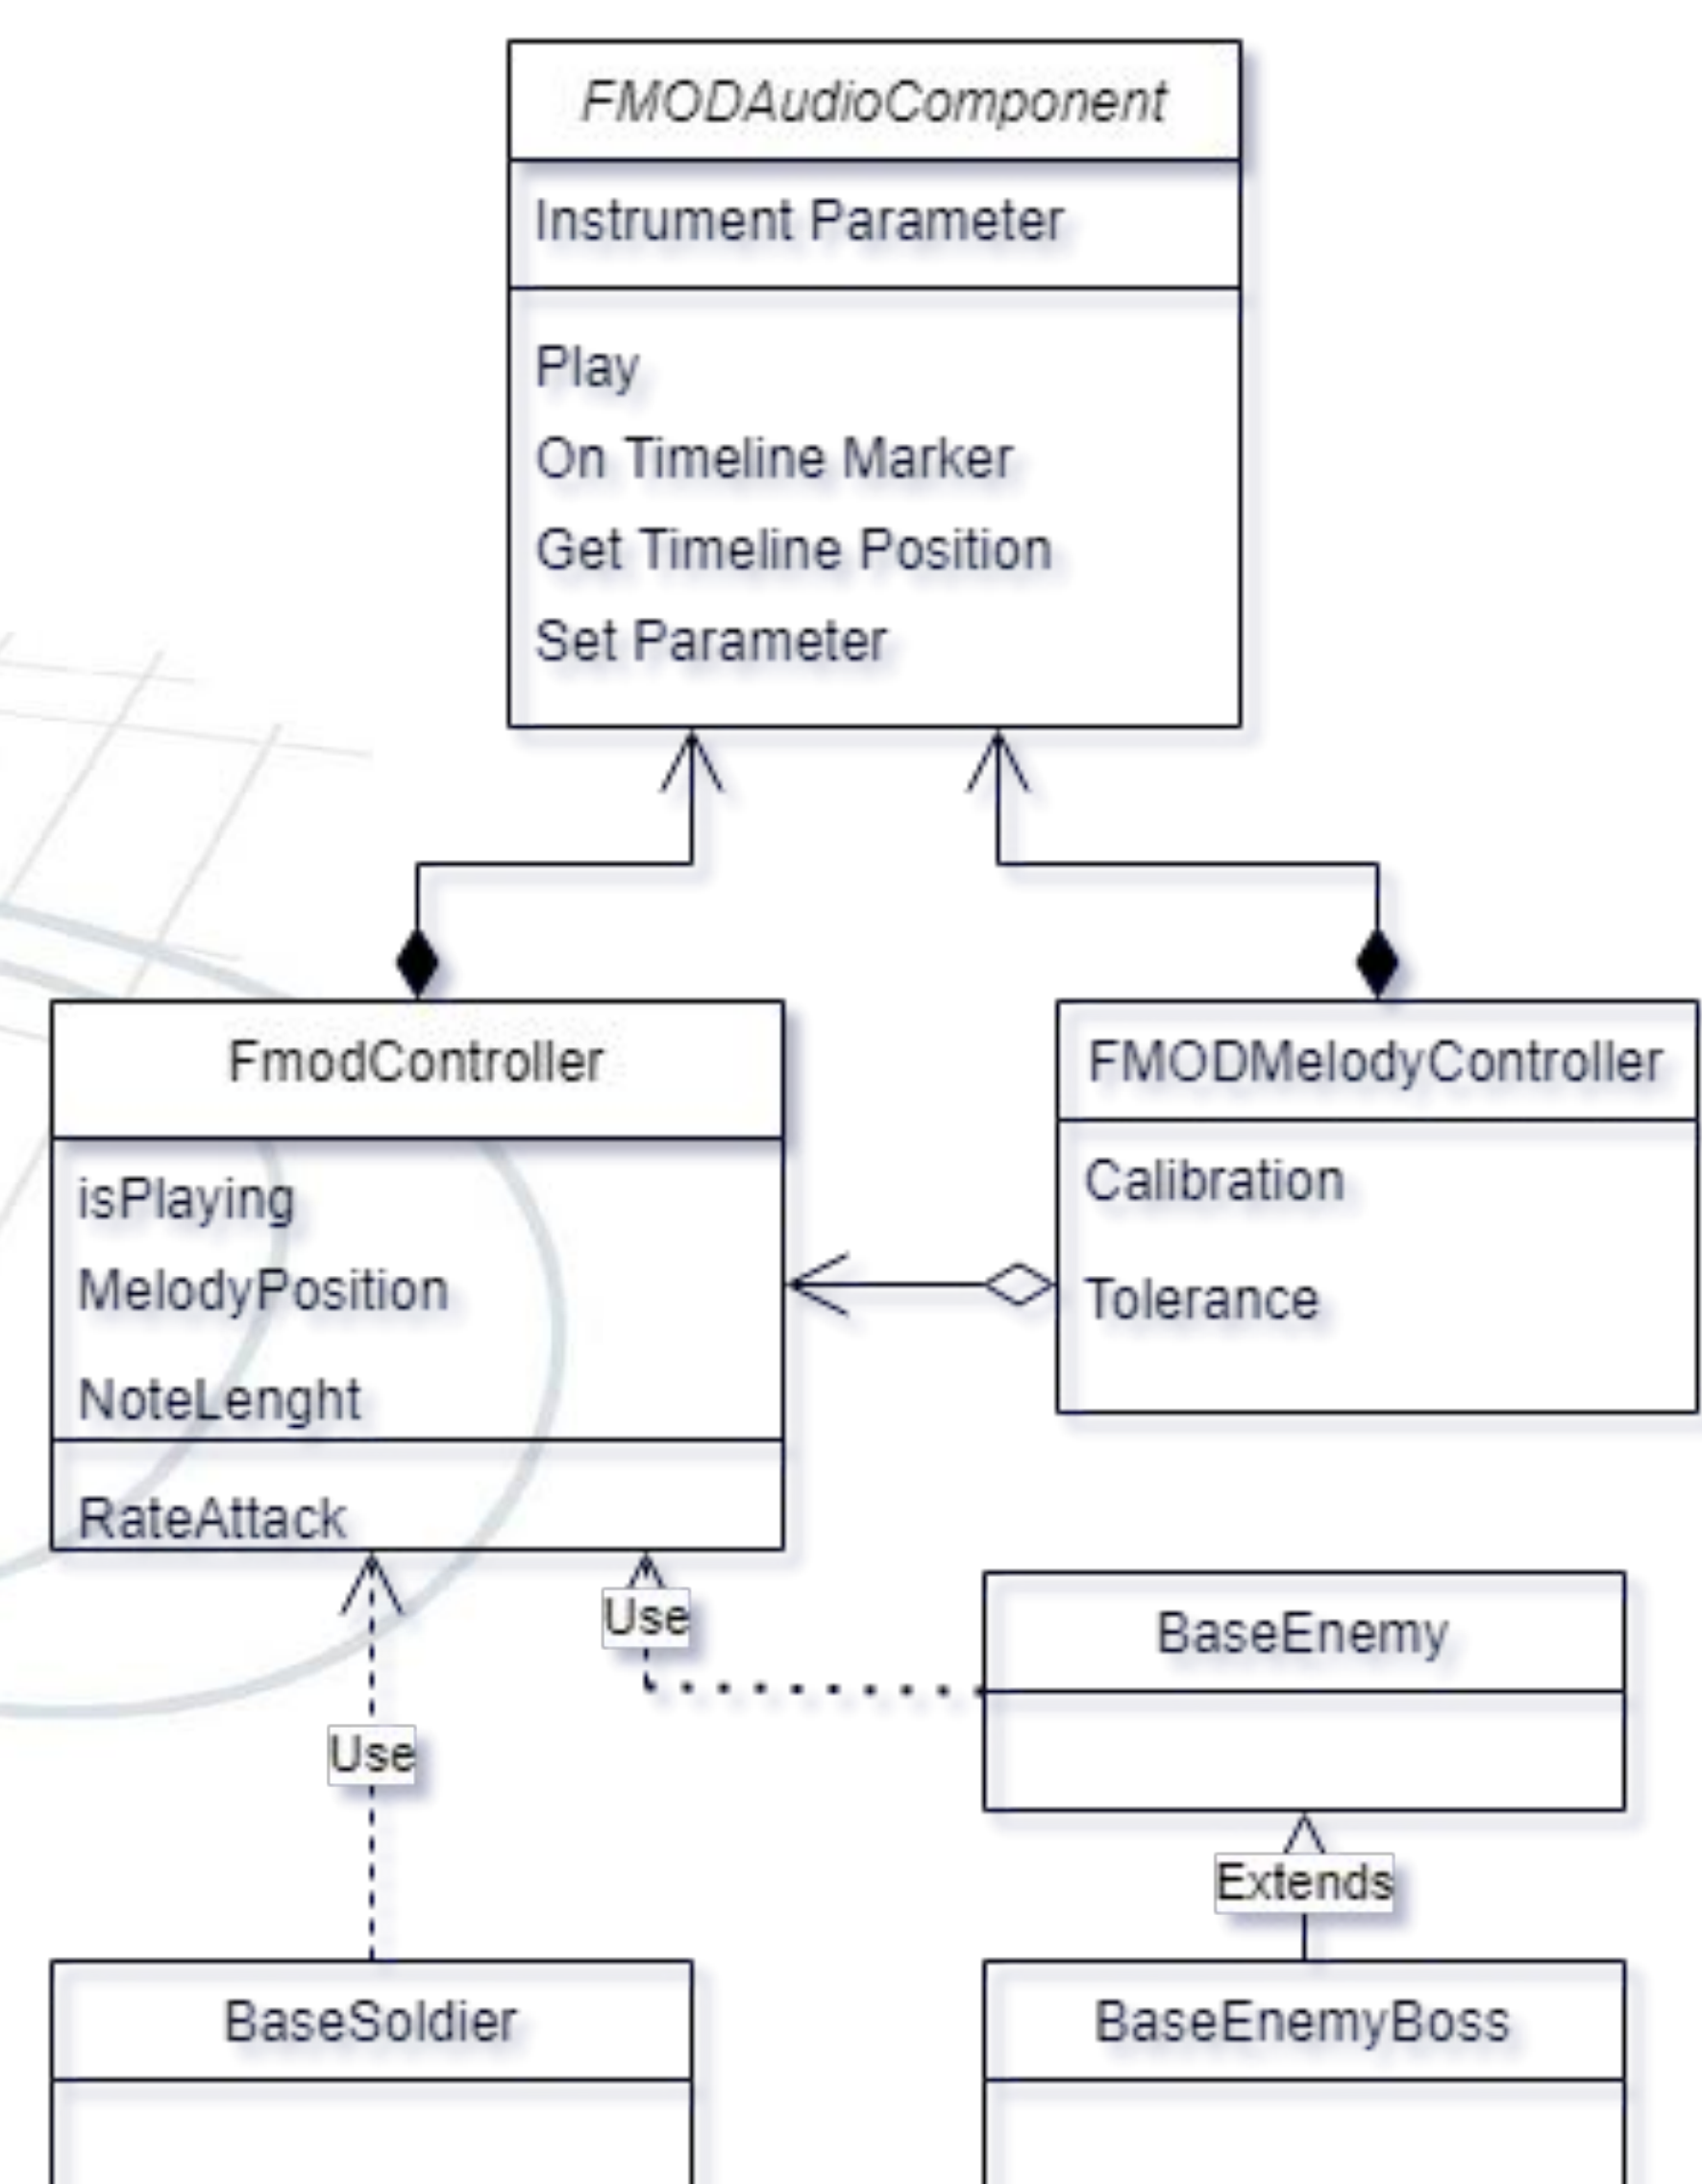 FMODAudioComponent
Instrument Parameter
Play
On Timeline Marker
Get Timeline Position
Set Parameter
FmodController
isPlaying
MelodyPosition
NoteLenght
RateAttack
FMODMelodyController
Calibration
Tolerance
Use
Use
BaseEnemy
Extends
BaseSoldier
BaseEnemyBoss